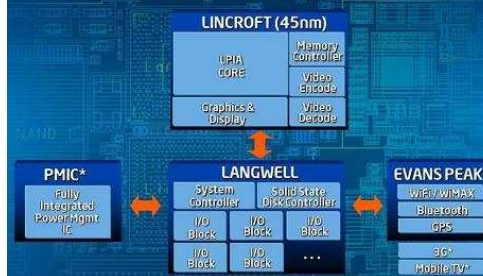 LINCROFT (45nm)
LPIA
CORE
Memory
Controller
Video
Encode
Graphics &
Display
Video
Decode
NAND
PMIC*
Fully
Integrated
Power Mgmt
IC
LANGWELL
System
Controller
Solid State
Disk Controller
I/O
Block
I/O
Block
I/O
Block
I/O
Block
I/O
Block
...
EVANS PEAK
WiFi/WiMAX
Bluetooth
GPS
3G*
Mobile TV*